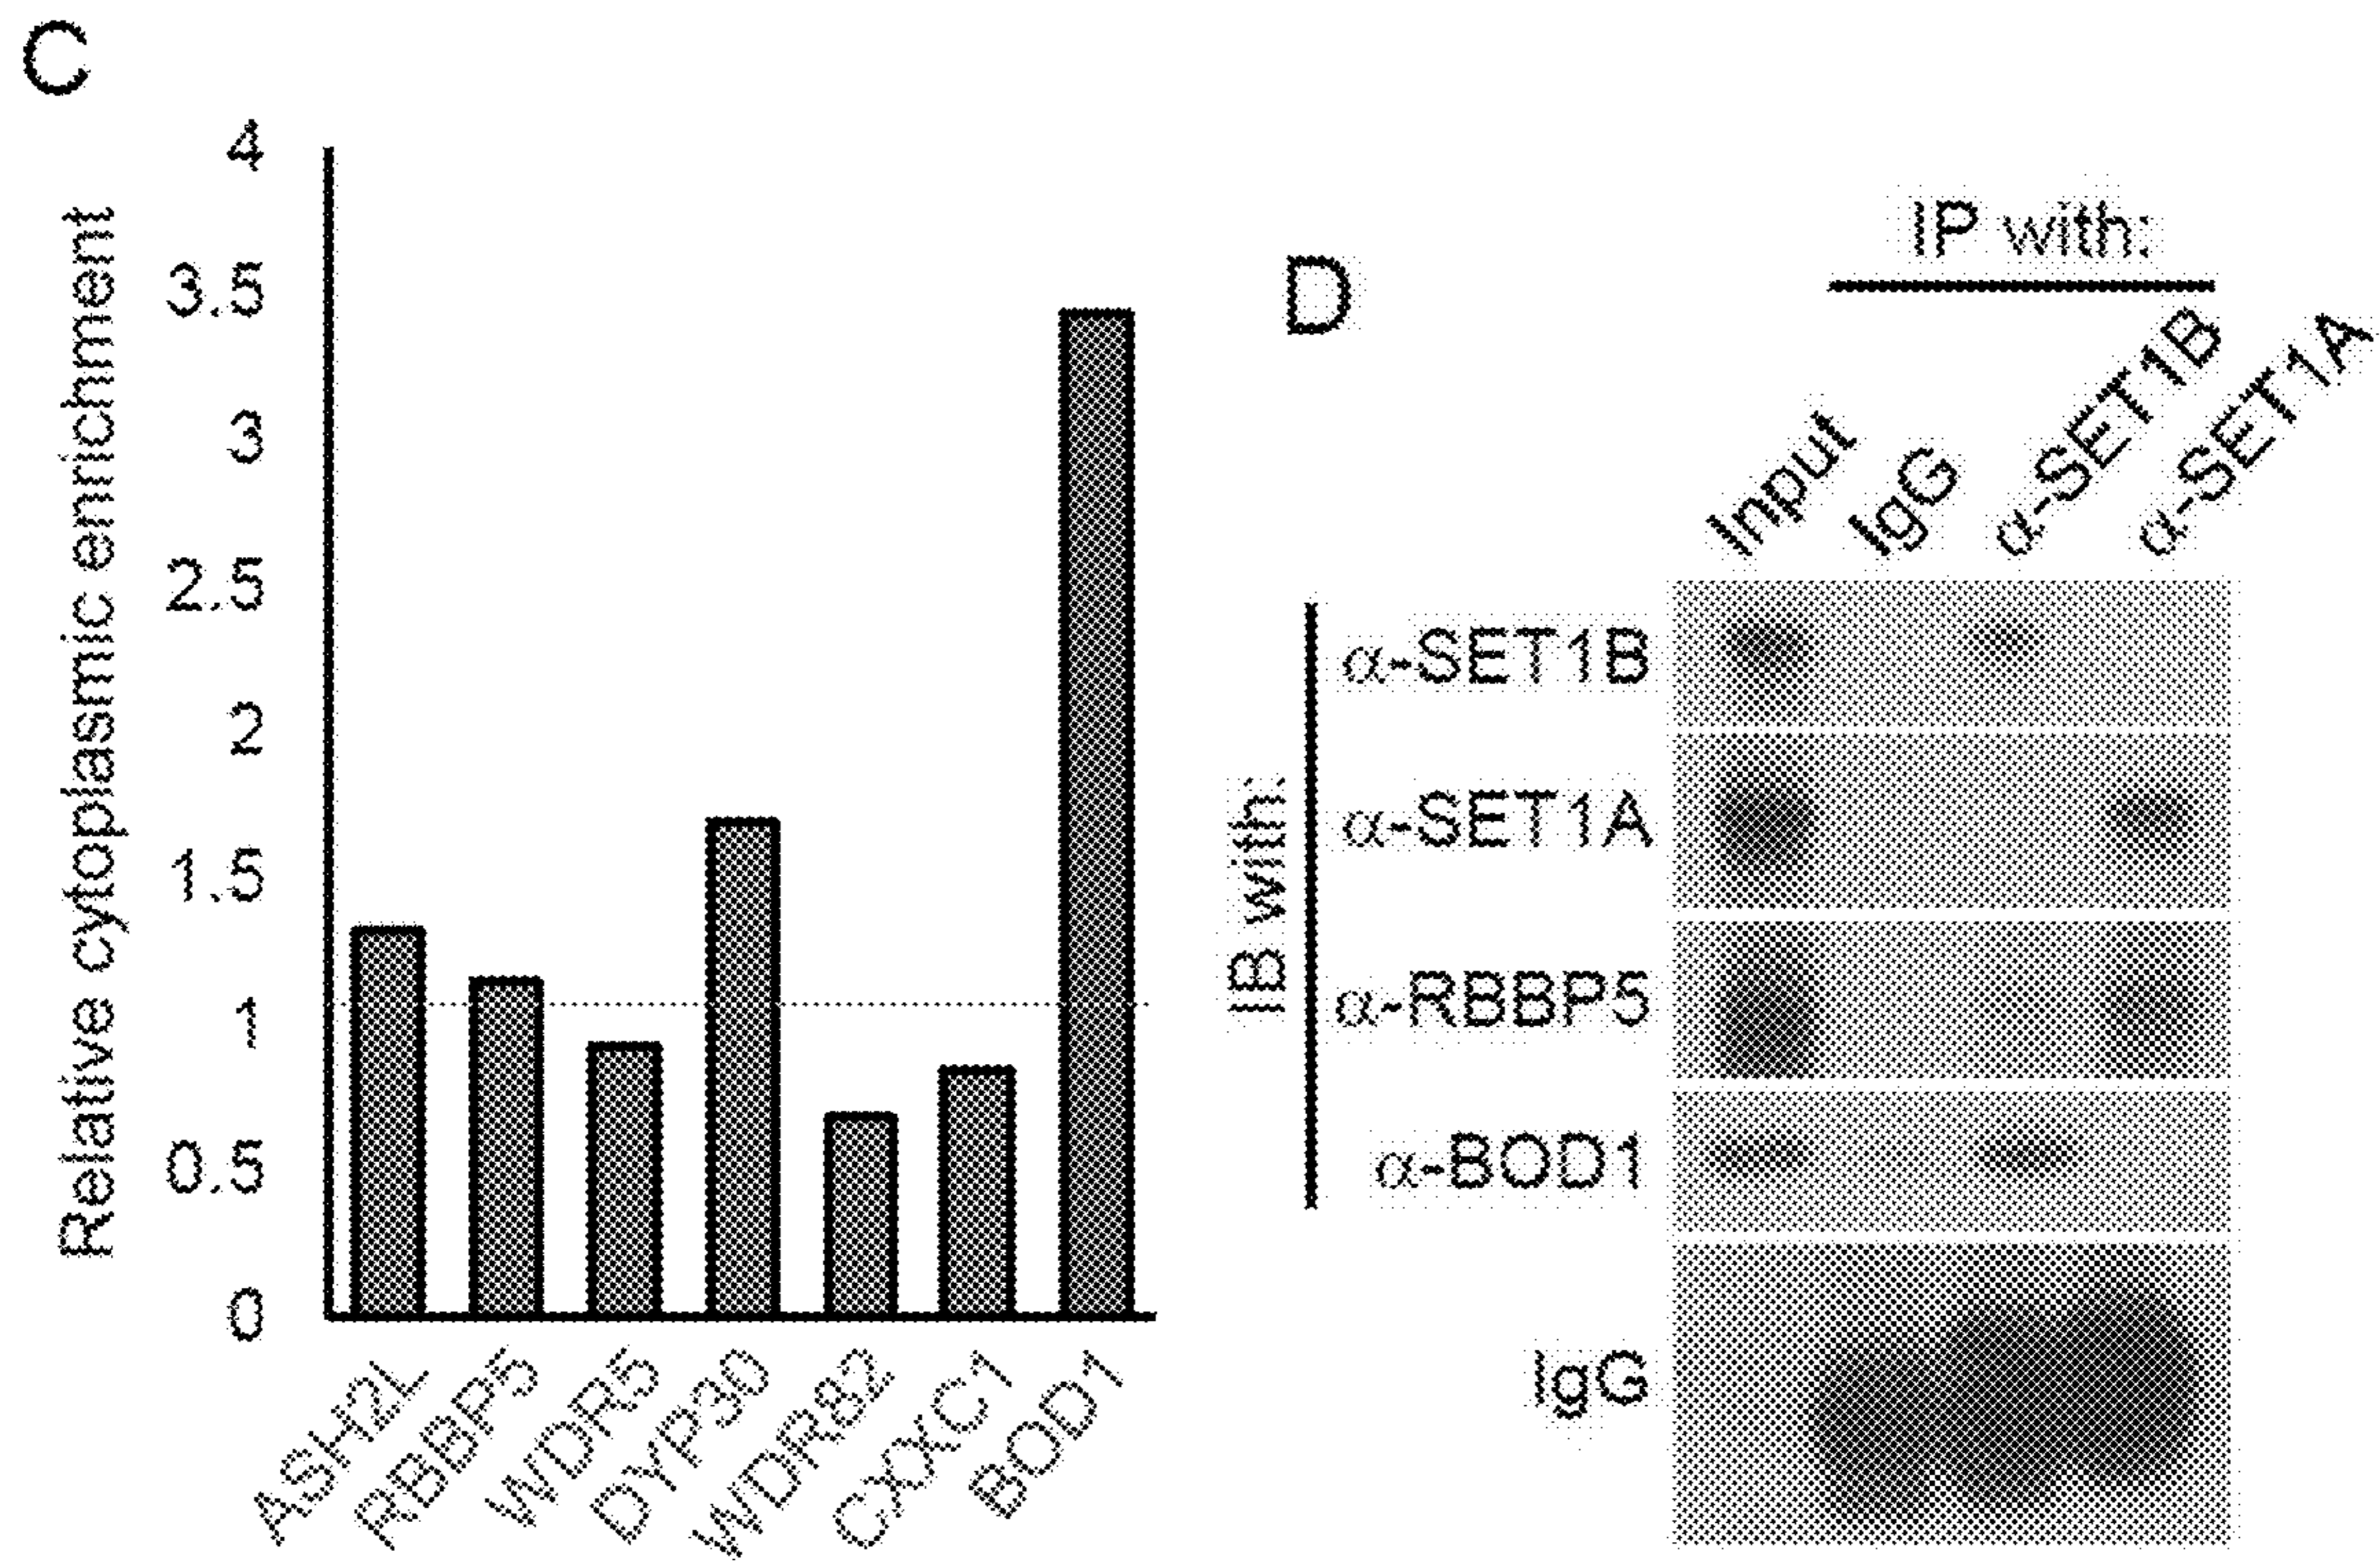 C
Relative cytoplasmic enrichment
4
3.5
3
2.5
2
1.5
1
0.5
0
ASH2L
RBBP5
WDR5
DYP30
WDR82
CXXC1
BOD1
D
IP with:
Input
IgG
α-SET1B
α-SET1A
IB with:
α-SET1B
α-SET1A
α-RBBP5
α-BOD1
IgG